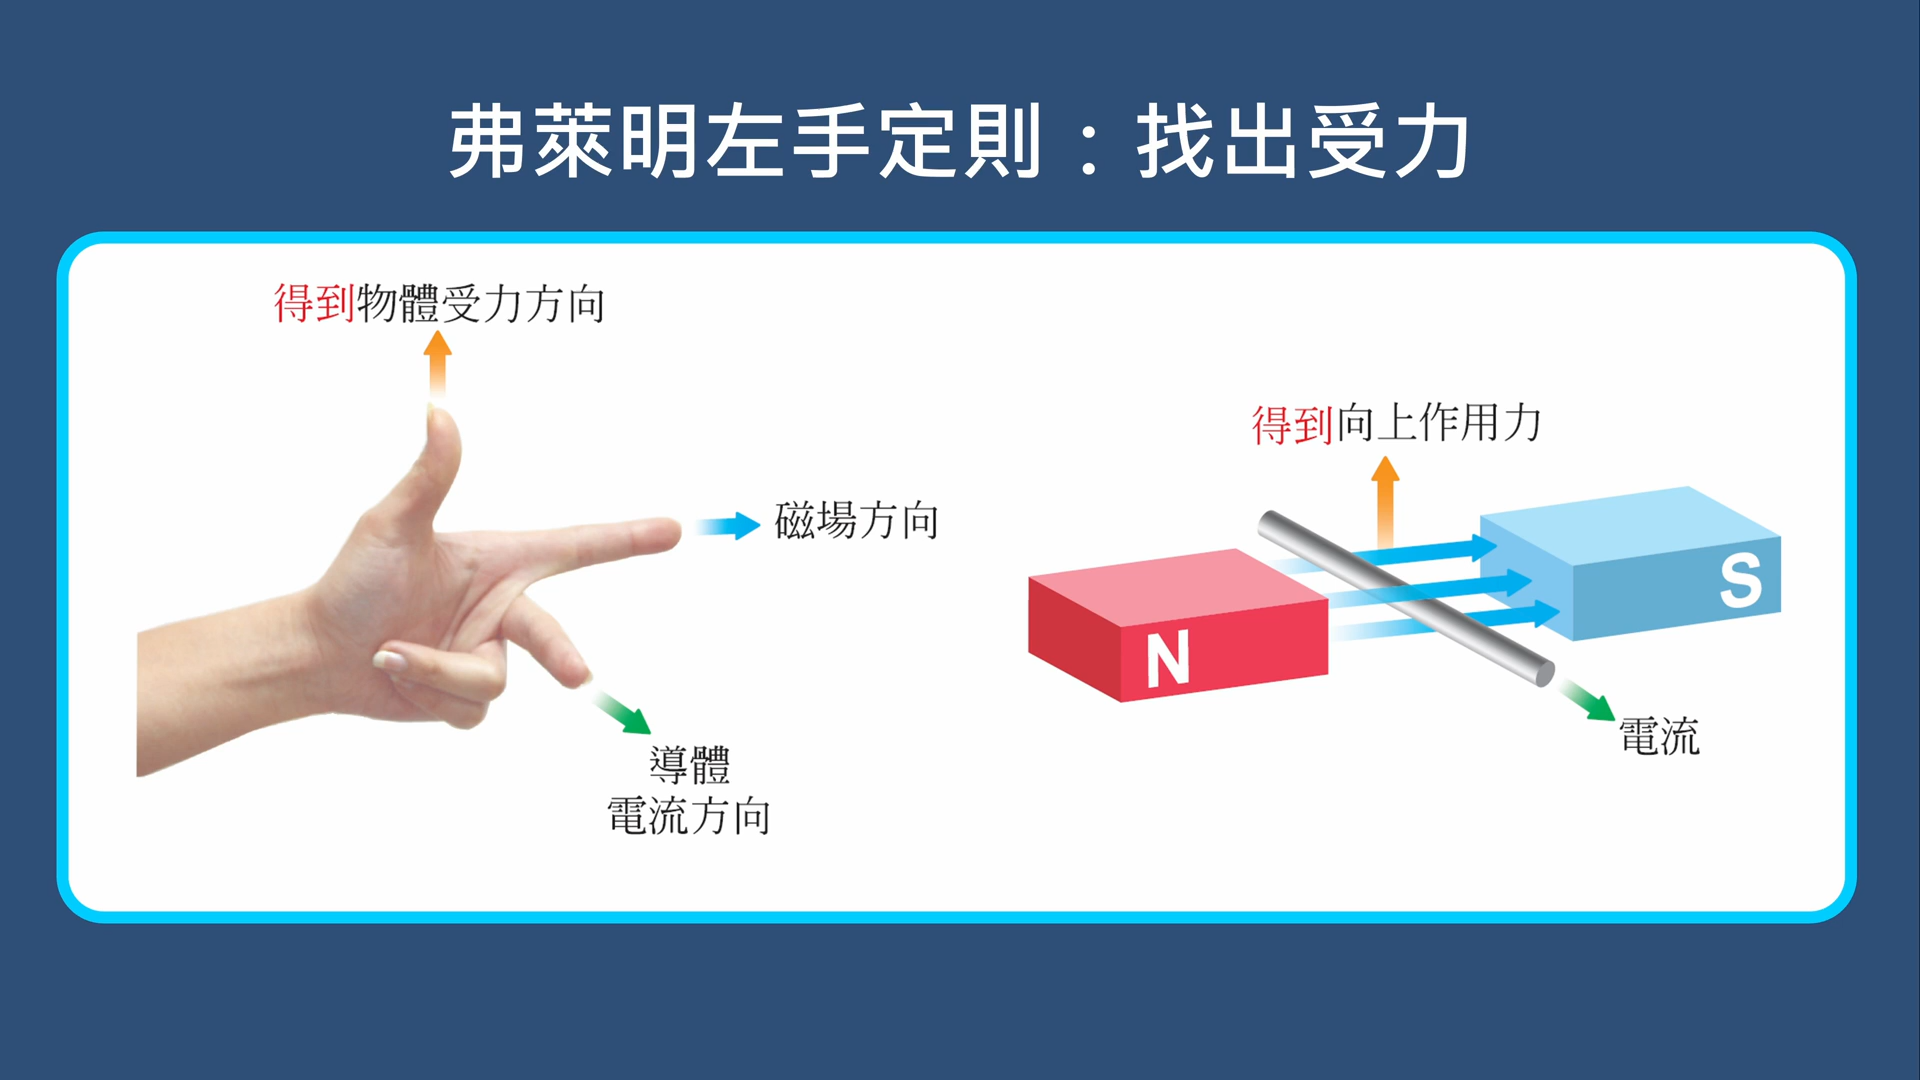 弗萊明左手定則：找出受力
得到物體受力方向
磁場方向
導體
電流方向
得到向上作用力
N
S
電流